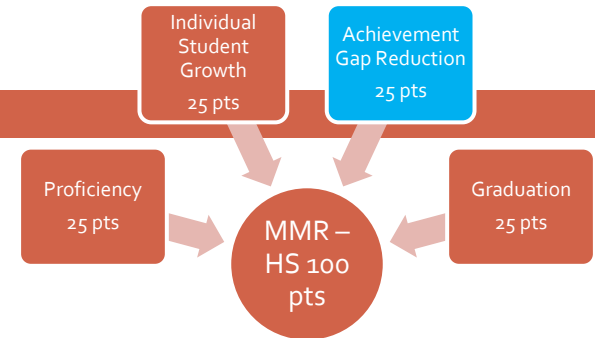 Individual
Student
Growth
25 pts
Achievement
Gap Reduction
25 pts
Proficiency
25 pts
Graduation
25 pts
MMR –
HS 100
pts